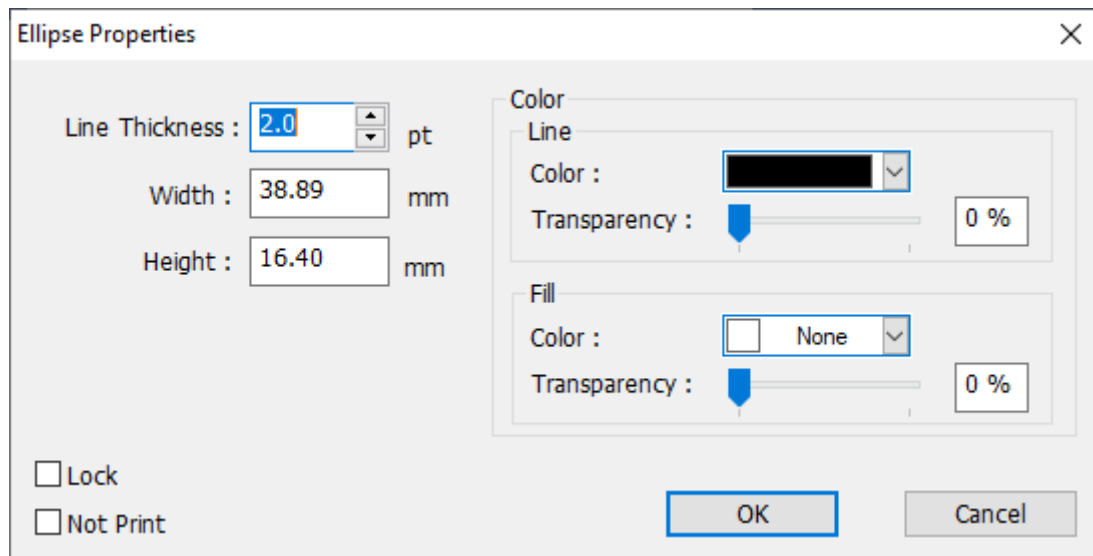 Ellipse Properties
Line Thickness : 2.0 pt
Width : 38.89 mm
Height : 16.40 mm
Color
Line
Color :
Transparency : 0 %
Fill
Color : None
Transparency : 0 %
Lock
Not Print
OK Cancel